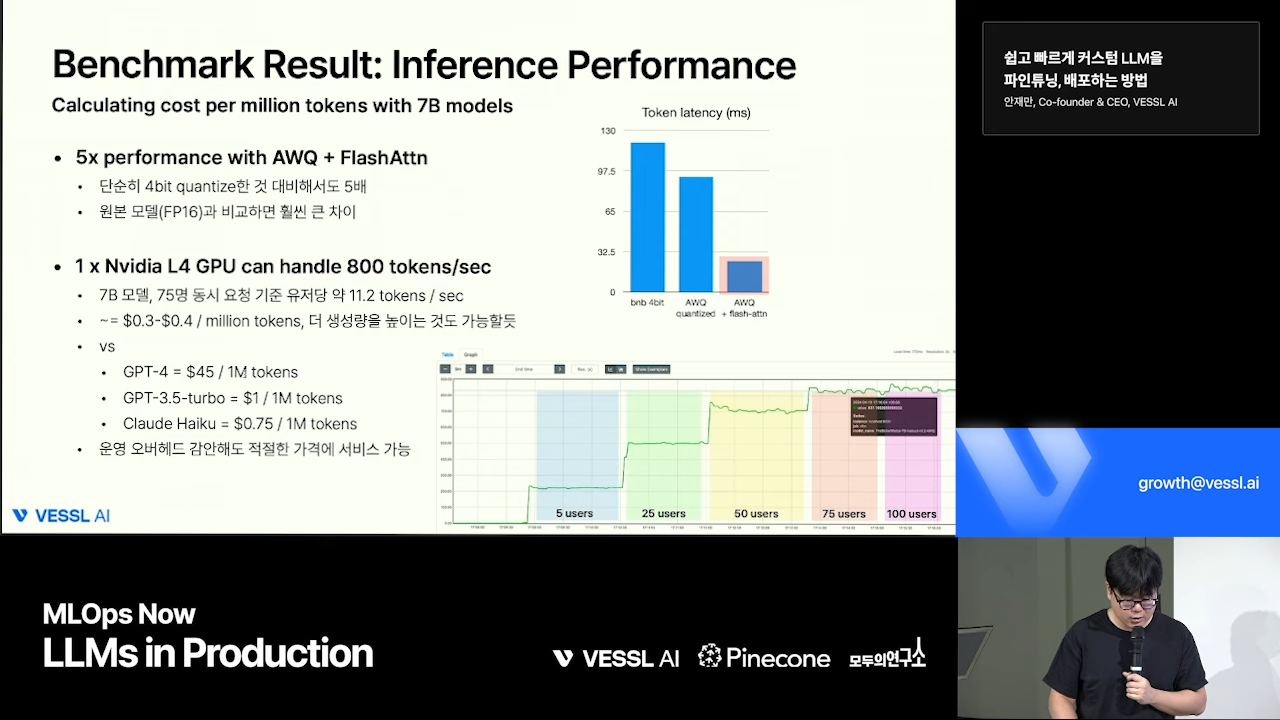 Benchmark Result: Inference Performance
Calculating cost per million tokens with 7B models
• 5x performance with AWQ + FlashAttn
• 단순히 4bit quantize한 것 대비해서도 5배
• 원본 모델(FP16)과 비교하면 훨씬 큰 차이
• 1 x Nvidia L4 GPU can handle 800 tokens/sec
• 7B 모델, 75명 동시 요청 기준 유저당 약 11.2 tokens / sec
• ~= $0.3-$0.4 / million tokens, 더 생성량을 높이는 것도 가능할듯
• vs
• GPT-4 = $45 / 1M tokens
• GPT-3.5-turbo = $1 / 1M tokens
• Claude Haiku = $0.75 / 1M tokens
• 운영 오버헤드 감안해도 적절한 가격에 서비스 가능
Token latency (ms)
130
97.5
65
32.5
0
bnb 4bit
AWQ
quantized
AWQ
+ flash-attn
Table Graph
End time
Res. (s)
Show Exemplars
5 users
25 users
50 users
75 users
100 users
VESSL AI
쉽고 빠르게 커스텀 LLM을
파인튜닝, 배포하는 방법
안재만, Co-founder & CEO, VESSL AI
growth@vessl.ai
MLOps Now
LLMs in Production
VESSL AI
Pinecone
모두의연구소